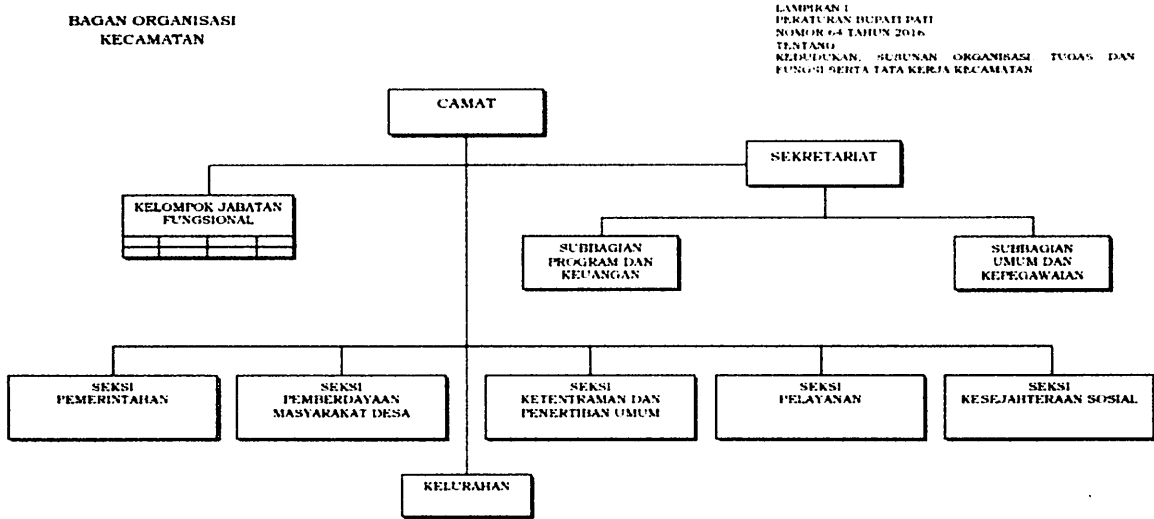 BAGAN ORGANISASI
KECAMATAN
LAMPIRAN I
PERATURAN BUPATI PATI
NOMOR 64 TAHUN 2016
TENTANG
KEDUDUKAN, SUSUNAN ORGANISASI, TUGAS DAN
FUNGSI SERTA TATA KERJA KECAMATAN
CAMAT
SEKRETARIAT
KELOMPOK JABATAN
FUNGSIONAL
SUBBAGIAN
PROGRAM DAN
KEUANGAN
SUBBAGIAN
UMUM DAN
KEPEGAWAIAN
SEKSI
PEMERINTAHAN
SEKSI
PEMBERDAYAAN
MASYARAKAT DESA
SEKSI
KETENTRAMAN DAN
PENERTIBAN UMUM
SEKSI
PELAYANAN
SEKSI
KESEJAHTERAAN SOSIAL
KELURAHAN